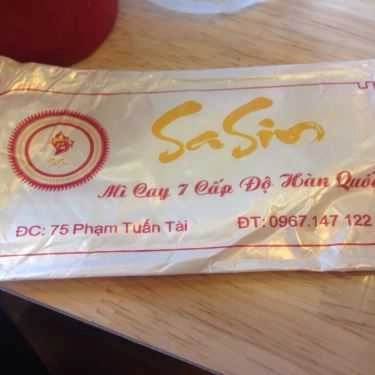 SaSin
Mì Cay 7 Cấp Độ Hàn Quốc
ĐC: 75 Phạm Tuấn Tài ĐT: 0967.147 122